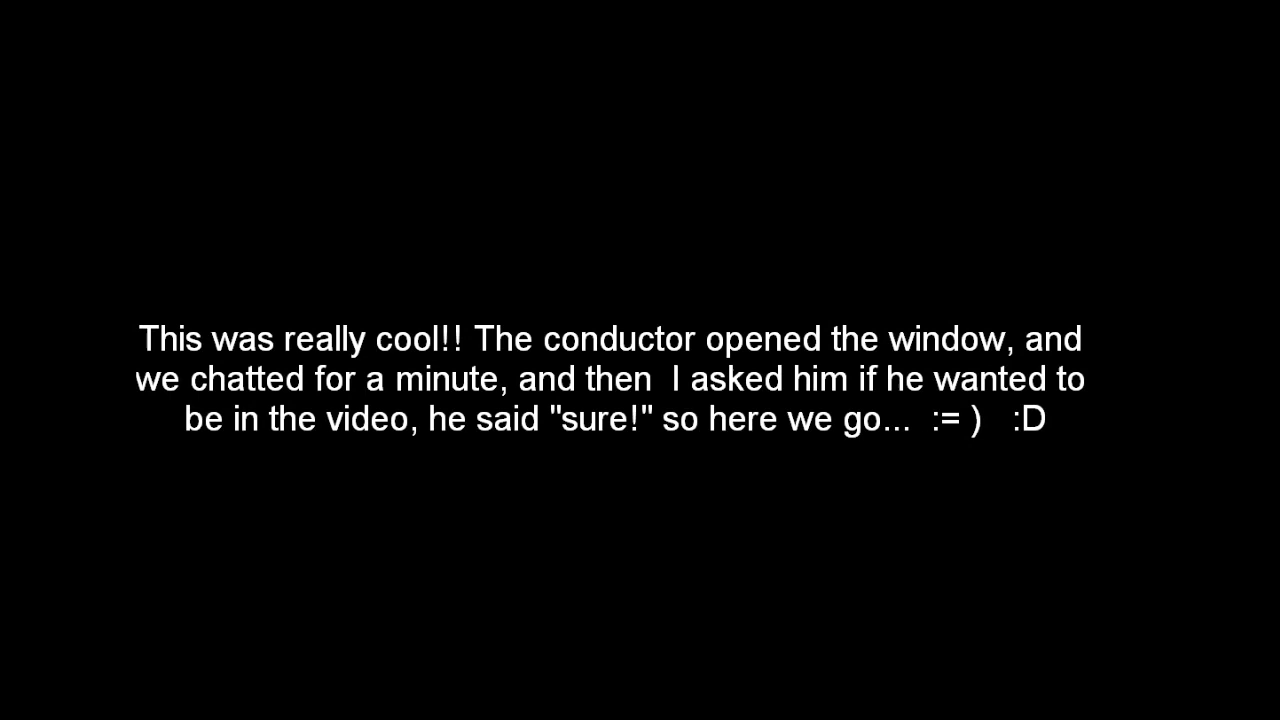 This was really cool!! The conductor opened the window, and
we chatted for a minute, and then  I asked him if he wanted to
be in the video, he said "sure!" so here we go...  := )   :D